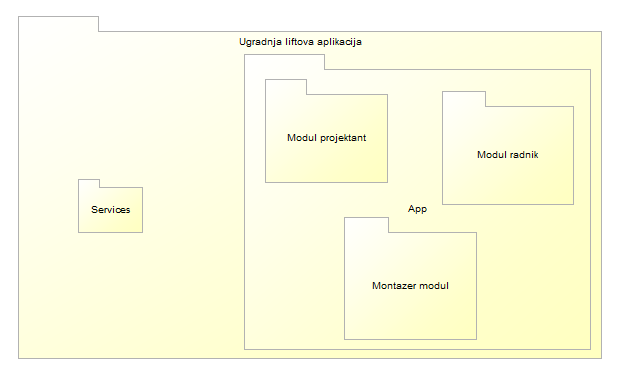 Ugradnja liftova aplikacija
Modul projektant
Modul radnik
Services
App
Montazer modul